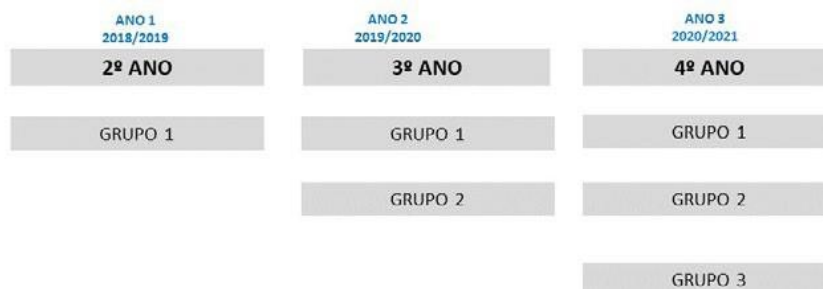 ANO 1
2018/2019
ANO 2
2019/2020
ANO 3
2020/2021
2º ANO
3º ANO
4º ANO
GRUPO 1
GRUPO 1
GRUPO 1
GRUPO 2
GRUPO 2
GRUPO 3